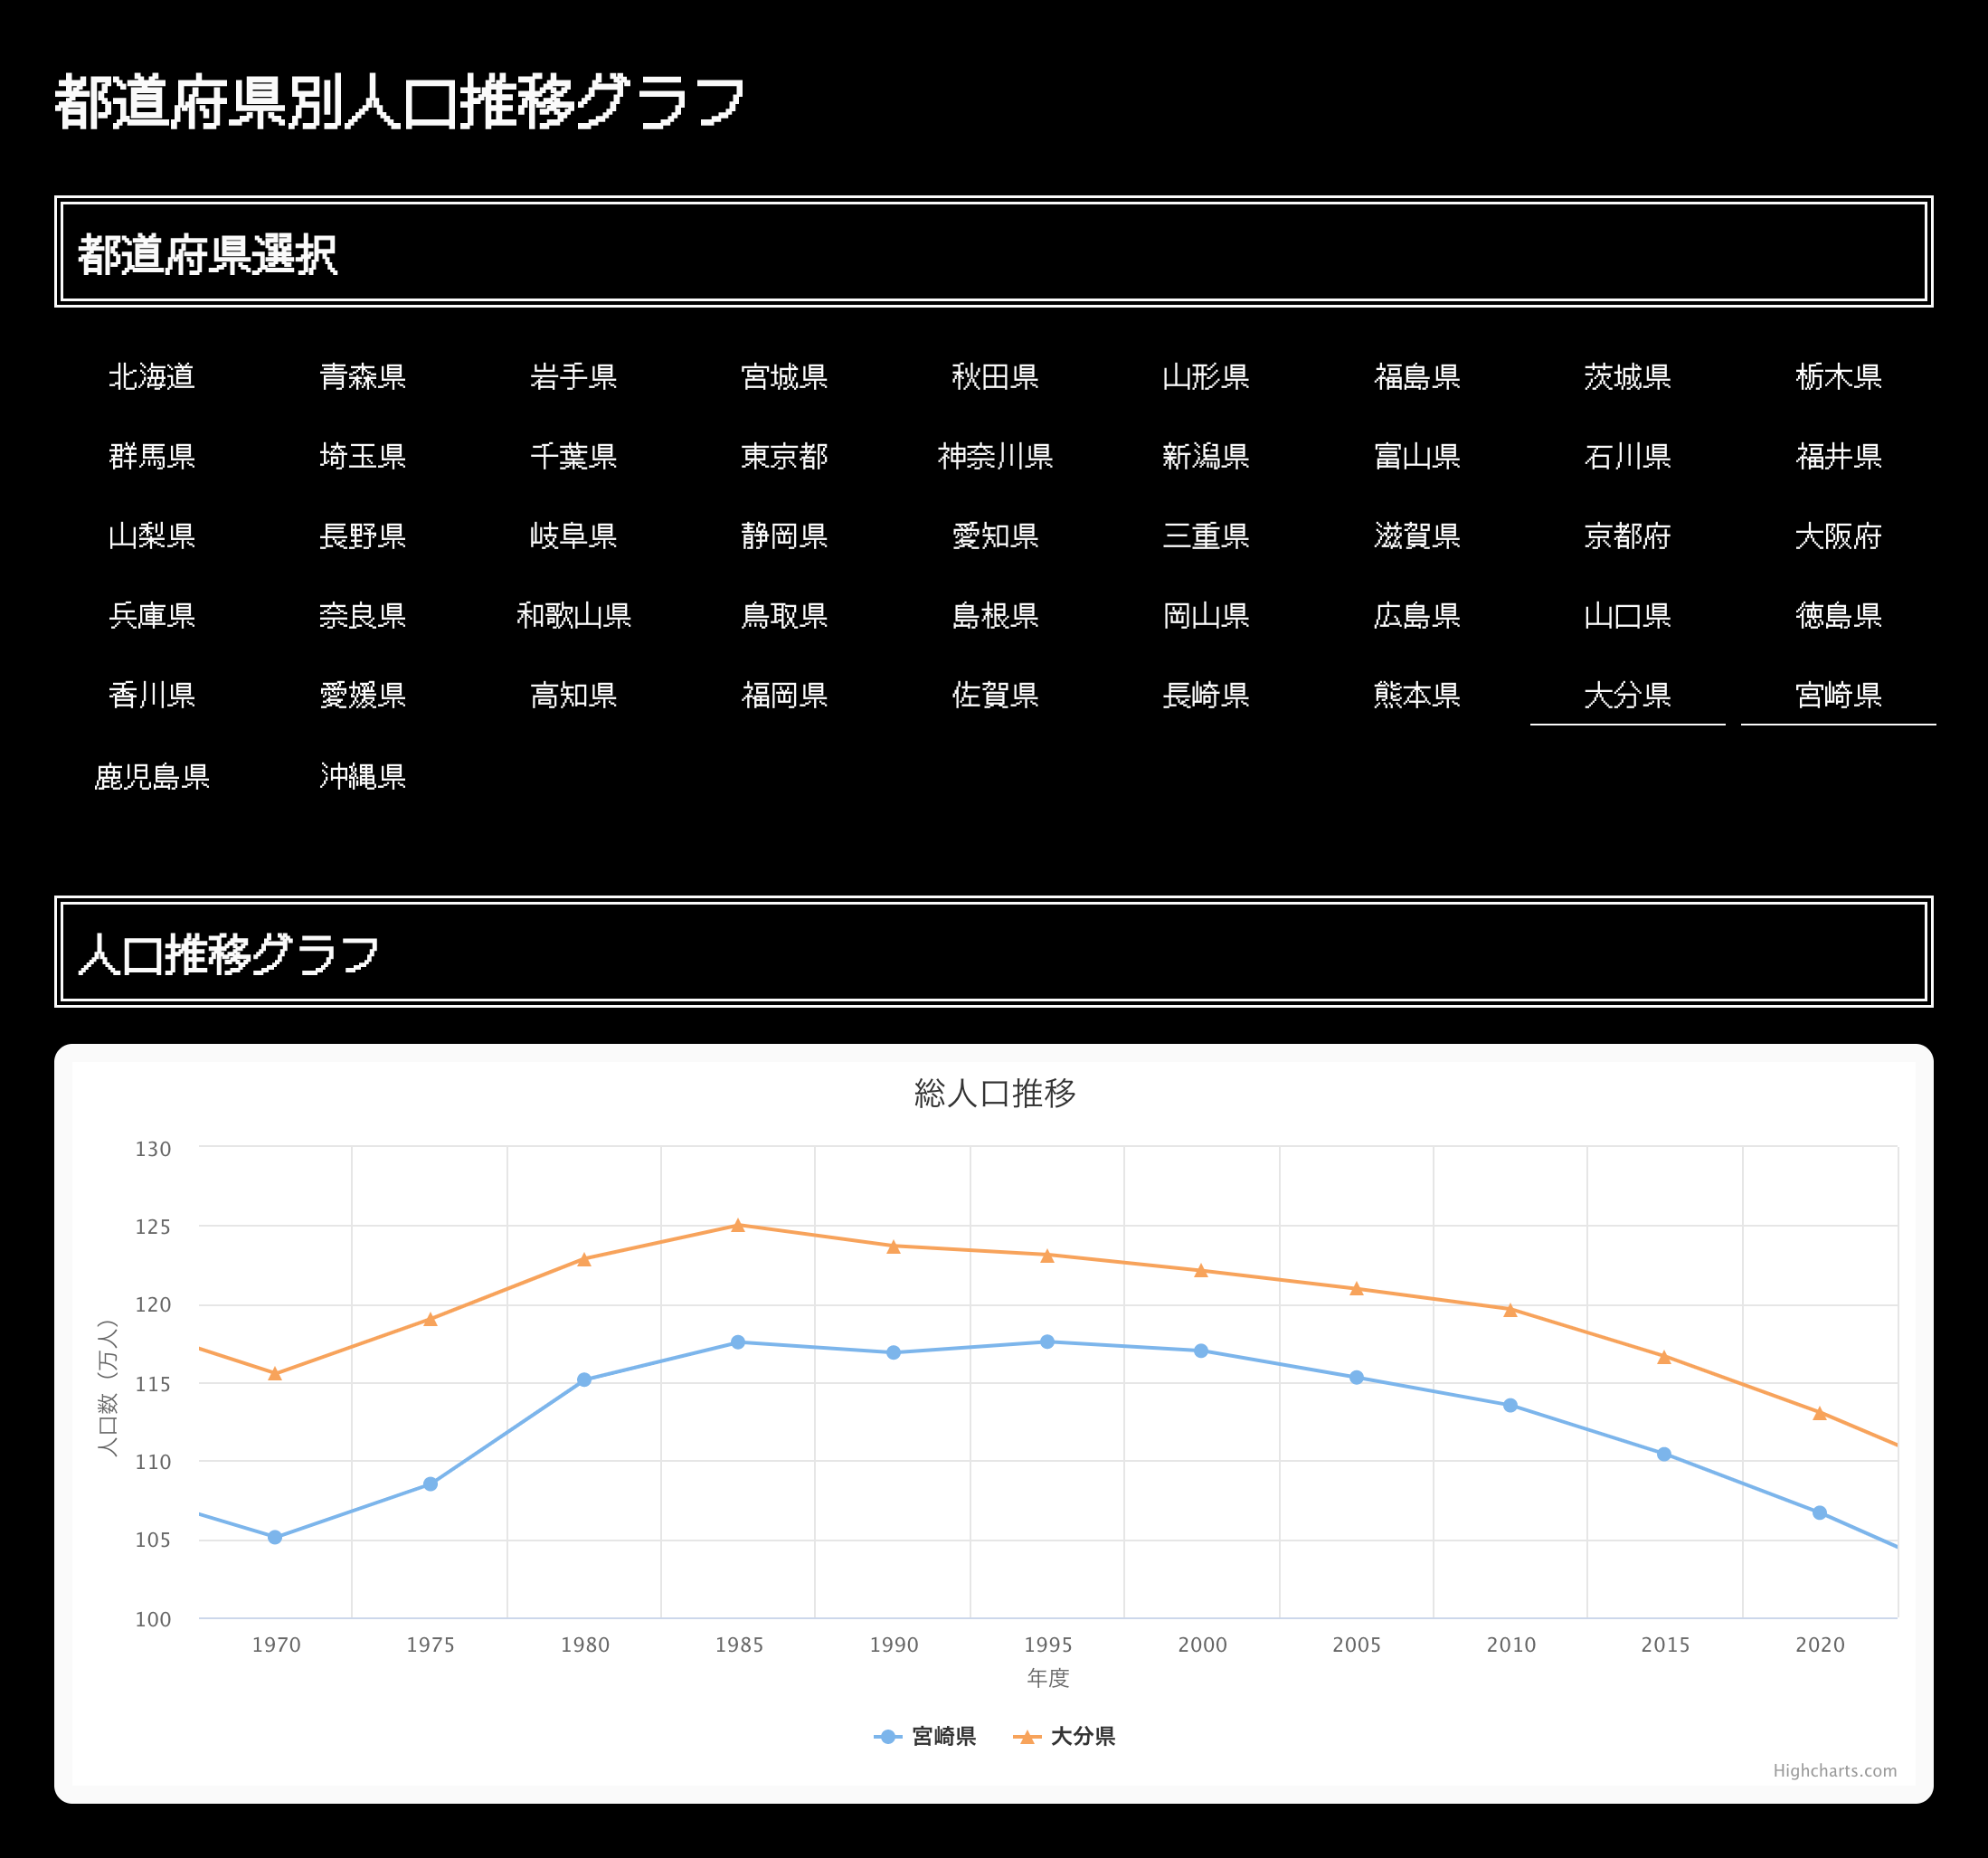 都道府県別人口推移グラフ
都道府県選択
北海道 青森県 岩手県 宮城県 秋田県 山形県 福島県 茨城県 栃木県
群馬県 埼玉県 千葉県 東京都 神奈川県 新潟県 富山県 石川県 福井県
山梨県 長野県 岐阜県 静岡県 愛知県 三重県 滋賀県 京都府 大阪府
兵庫県 奈良県 和歌山県 鳥取県 島根県 岡山県 広島県 山口県 徳島県
香川県 愛媛県 高知県 福岡県 佐賀県 長崎県 熊本県 大分県 宮崎県
鹿児島県 沖縄県
人口推移グラフ
総人口推移
130
125
120
115
110
105
100
人口数（万人）
1970 1975 1980 1985 1990 1995 2000 2005 2010 2015 2020
年度
宮崎県 大分県
Highcharts.com